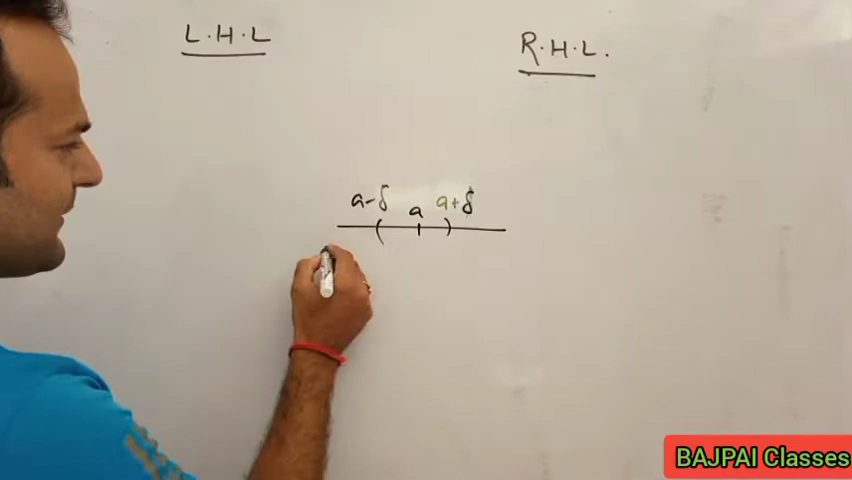 L.H.L
R.H.L.
a-δ a a+δ
BAJPAI Classes